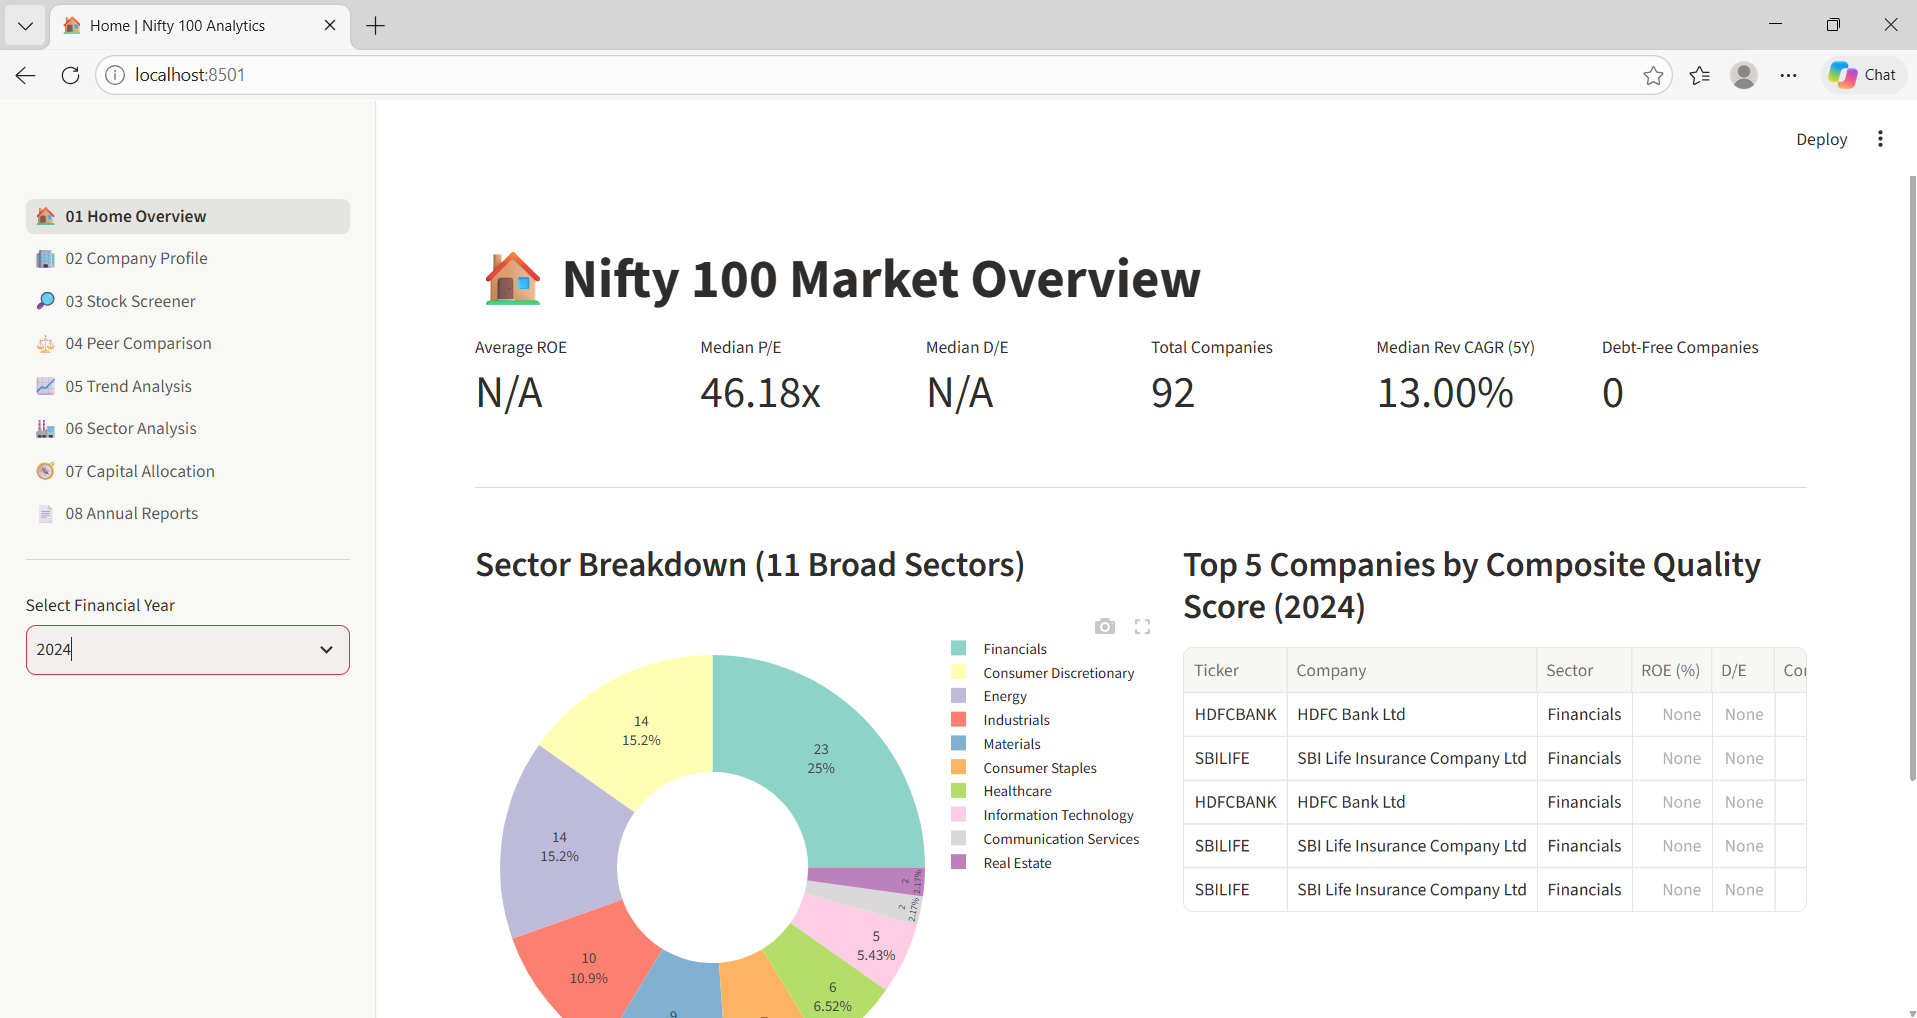 Home | Nifty 100 Analytics
localhost:8501
Chat
Deploy
01 Home Overview
02 Company Profile
03 Stock Screener
04 Peer Comparison
05 Trend Analysis
06 Sector Analysis
07 Capital Allocation
08 Annual Reports
Select Financial Year
2024
Nifty 100 Market Overview
Average ROE
N/A
Median P/E
46.18x
Median D/E
N/A
Total Companies
92
Median Rev CAGR (5Y)
13.00%
Debt-Free Companies
0
Sector Breakdown (11 Broad Sectors)
23
25%
14
15.2%
14
15.2%
10
10.9%
9
6
6.52%
5
5.43%
2
2.17%
2
2.17%
Financials
Consumer Discretionary
Energy
Industrials
Materials
Consumer Staples
Healthcare
Information Technology
Communication Services
Real Estate
Top 5 Companies by Composite Quality
Score (2024)
Ticker Company Sector ROE (%) D/E
HDFCBANK HDFC Bank Ltd Financials None None
SBILIFE SBI Life Insurance Company Ltd Financials None None
HDFCBANK HDFC Bank Ltd Financials None None
SBILIFE SBI Life Insurance Company Ltd Financials None None
SBILIFE SBI Life Insurance Company Ltd Financials None None